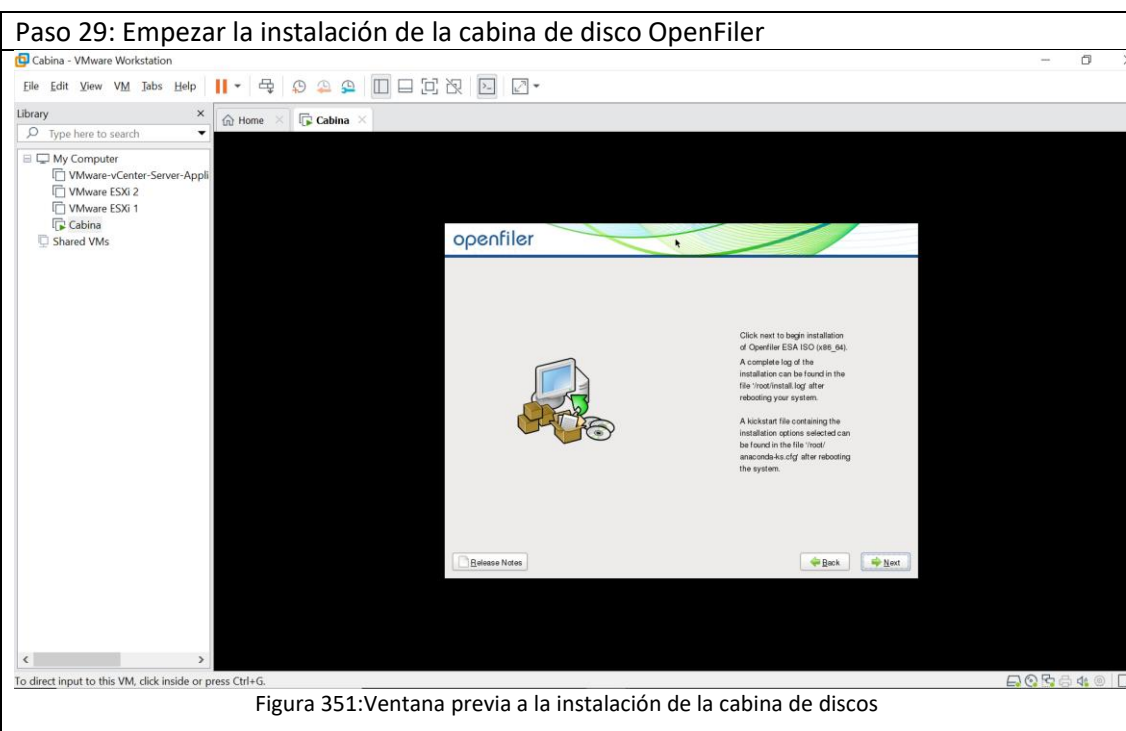 Paso 29: Empezar la instalación de la cabina de disco OpenFiler
Cabina - VMware Workstation
File Edit View VM Tabs Help
Library
Home
Cabina
Type here to search
My Computer
VMware-vCenter-Server-Appli
VMware ESXi 2
VMware ESXi 1
Cabina
Shared VMs
openfiler
Click next to begin installation
of Openfiler ESA ISO (x86_64).
A complete log of the
installation can be found in the
file '/root/install.log' after
rebooting your system.
A kickstart file containing the
installation options selected can
be found in the file '/root/
anaconda-ks.cfg' after rebooting
the system.
Release Notes
Back
Next
To direct input to this VM, click inside or press Ctrl+G.
Figura 351:Ventana previa a la instalación de la cabina de discos